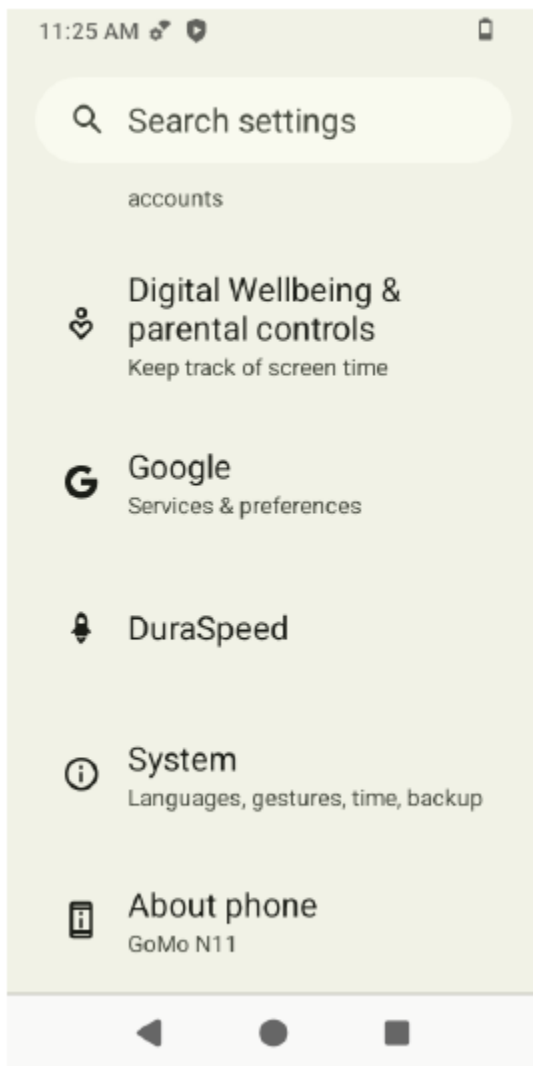 11:25 AM
Search settings
accounts
Digital Wellbeing &
parental controls
Keep track of screen time
Google
Services & preferences
DuraSpeed
System
Languages, gestures, time, backup
About phone
GoMo N11